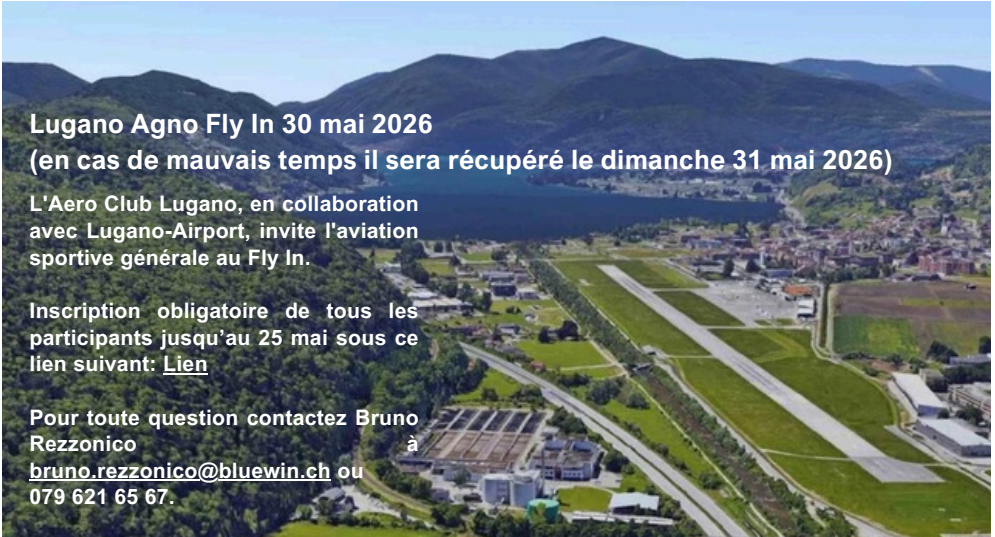 Lugano Agno Fly In 30 mai 2026
(en cas de mauvais temps il sera récupéré le dimanche 31 mai 2026)
L'Aero Club Lugano, en collaboration
avec Lugano-Airport, invite l'aviation
sportive générale au Fly In.
Inscription obligatoire de tous les
participants jusqu’au 25 mai sous ce
lien suivant: Lien
Pour toute question contactez Bruno
Rezzonico à
bruno.rezzonico@bluewin.ch ou
079 621 65 67.